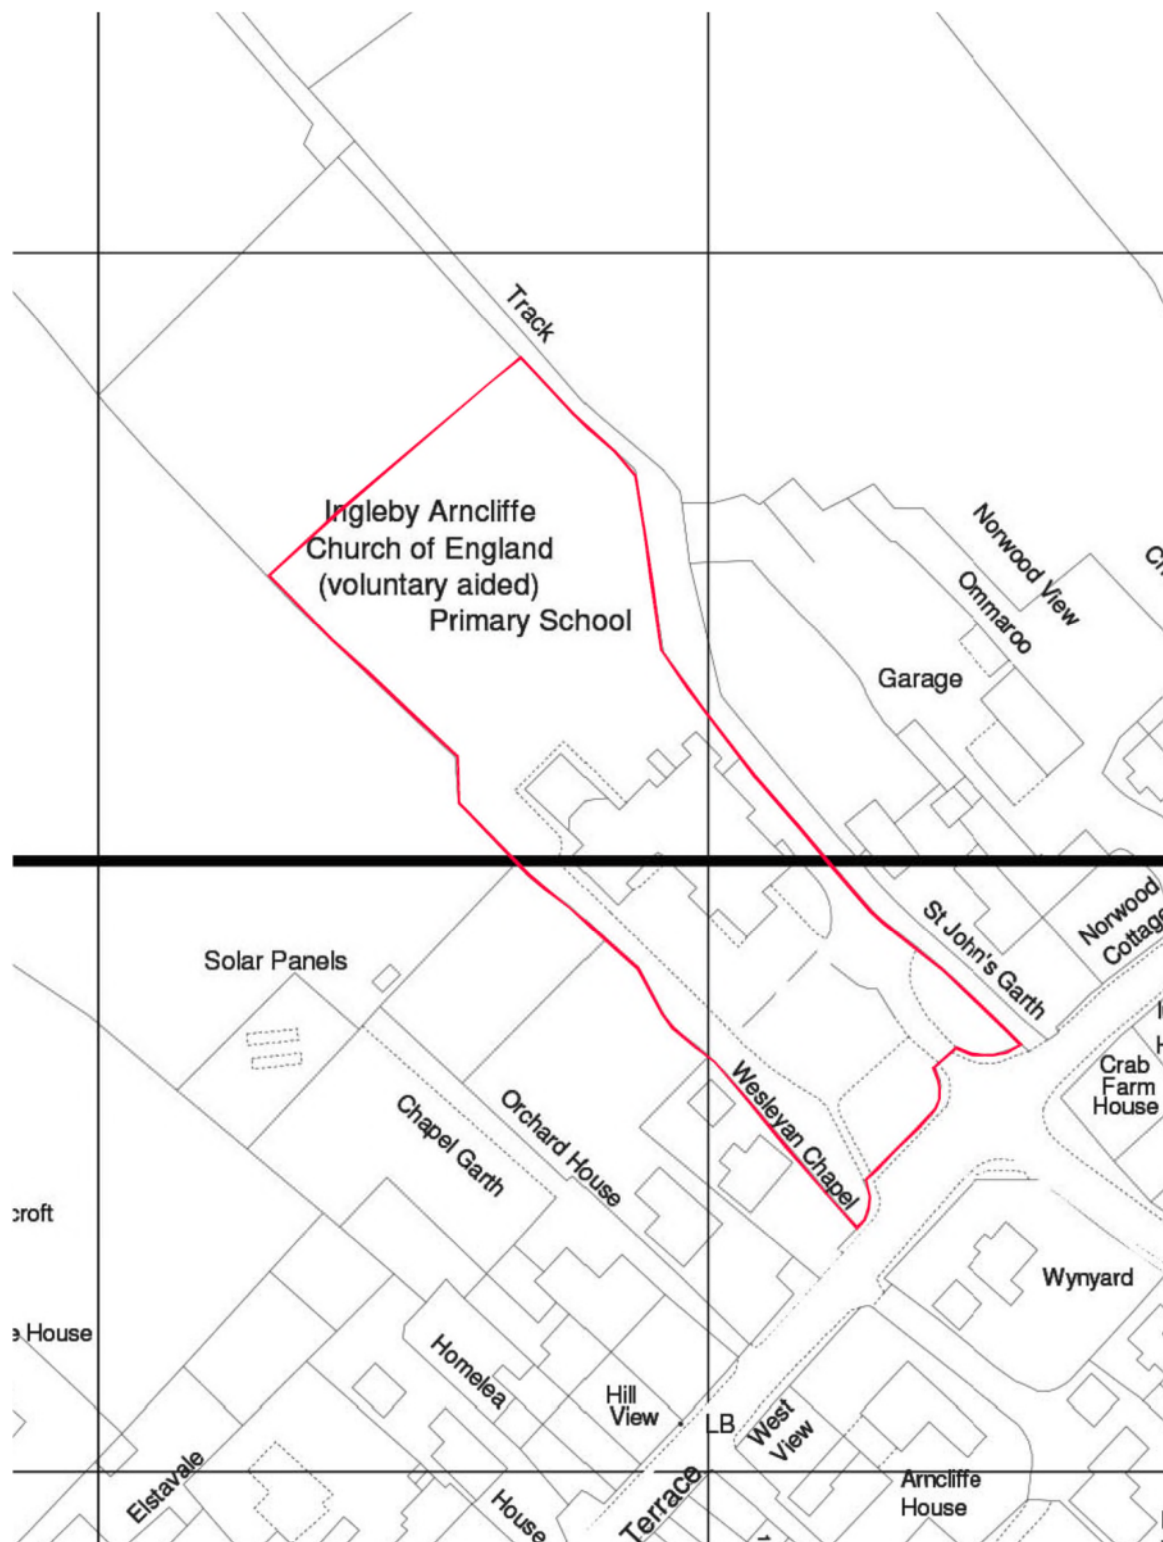 Track
Ingleby Arncliffe
Church of England
(voluntary aided)
Primary School
Norwood View
Ommaroo
Garage
St John's Garth
Norwood
Cottage
Solar Panels
Wesleyan Chapel
Orchard House
Chapel Garth
Crab
Farm
House
croft
Wynyard
House
Homelea
Hill
View
LB
West
View
Elstavale
House
Terrace
Arncliffe
House